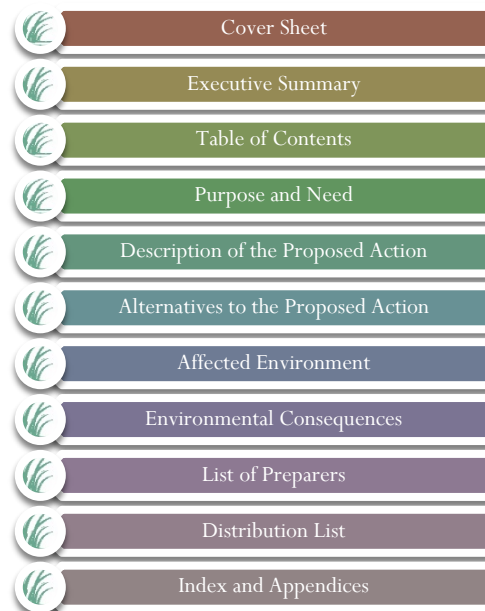 Cover Sheet
Executive Summary
Table of Contents
Purpose and Need
Description of the Proposed Action
Alternatives to the Proposed Action
Affected Environment
Environmental Consequences
List of Preparers
Distribution List
Index and Appendices